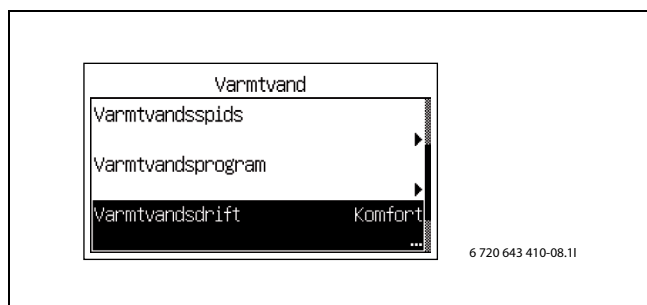 Varmtvand
Varmtvandsspids
Varmtvandsprogram
Varmtvandsdrift Komfort
...
6 720 643 410-08.1I